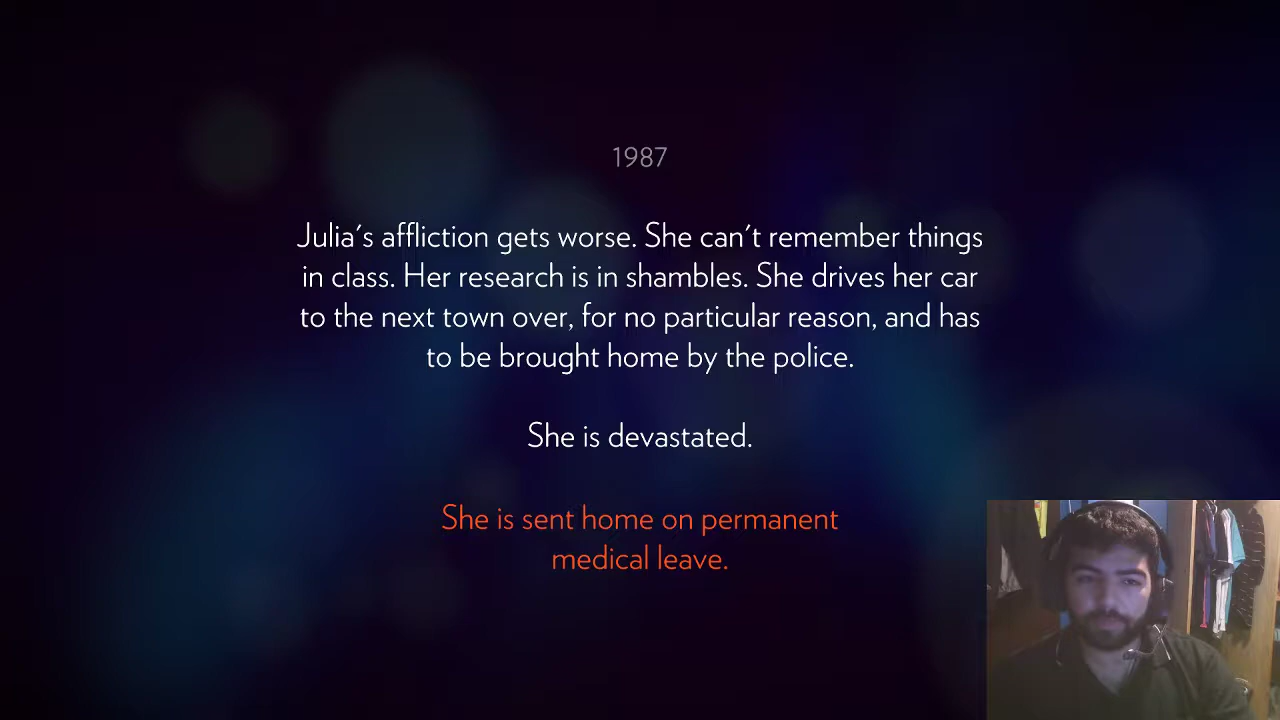 1987
Julia's affliction gets worse. She can't remember things
in class. Her research is in shambles. She drives her car
to the next town over, for no particular reason, and has
to be brought home by the police.
She is devastated.
She is sent home on permanent
medical leave.